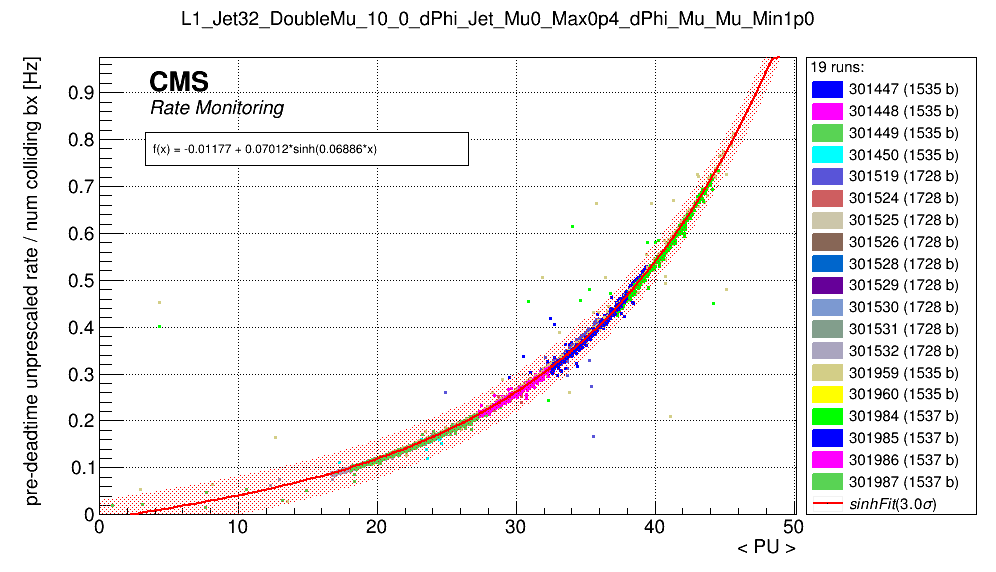 L1_Jet32_DoubleMu_10_0_dPhi_Jet_Mu0_Max0p4_dPhi_Mu_Mu_Min1p0
pre-deadtime unprescaled rate / num colliding bx [Hz]
CMS
Rate Monitoring
f(x) = -0.01177 + 0.07012*sinh(0.06886*x)
0.9
0.8
0.7
0.6
0.5
0.4
0.3
0.2
0.1
0
0 10 20 30 40 50
< PU >
19 runs:
301447 (1535 b)
301448 (1535 b)
301449 (1535 b)
301450 (1535 b)
301519 (1728 b)
301524 (1728 b)
301525 (1728 b)
301526 (1728 b)
301528 (1728 b)
301529 (1728 b)
301530 (1728 b)
301531 (1728 b)
301532 (1728 b)
301959 (1535 b)
301960 (1535 b)
301984 (1537 b)
301985 (1537 b)
301986 (1537 b)
301987 (1537 b)
sinhFit(3.0σ)